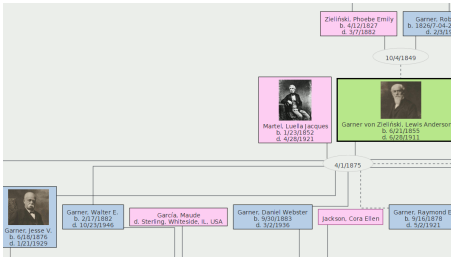 Zieliński, Phoebe Emily
b. 4/12/1827
d. 3/7/1882
Garner, Rob
b. 1826/7-04-2
d. 2/3/1
10/4/1849
Martel, Luella Jacques
b. 1/23/1852
d. 4/28/1921
Garner von Zieliński, Lewis Anderson
b. 6/21/1855
d. 6/28/1911
4/1/1875
Garner, Jesse V.
b. 6/18/1876
d. 1/21/1929
Garner, Walter E.
b. 2/17/1882
d. 10/23/1946
García, Maude
d. Sterling, Whiteside, IL, USA
Garner, Daniel Webster
b. 9/30/1883
d. 3/2/1936
Jackson, Cora Ellen
Garner, Raymond E
b. 9/16/1878
d. 5/2/1921